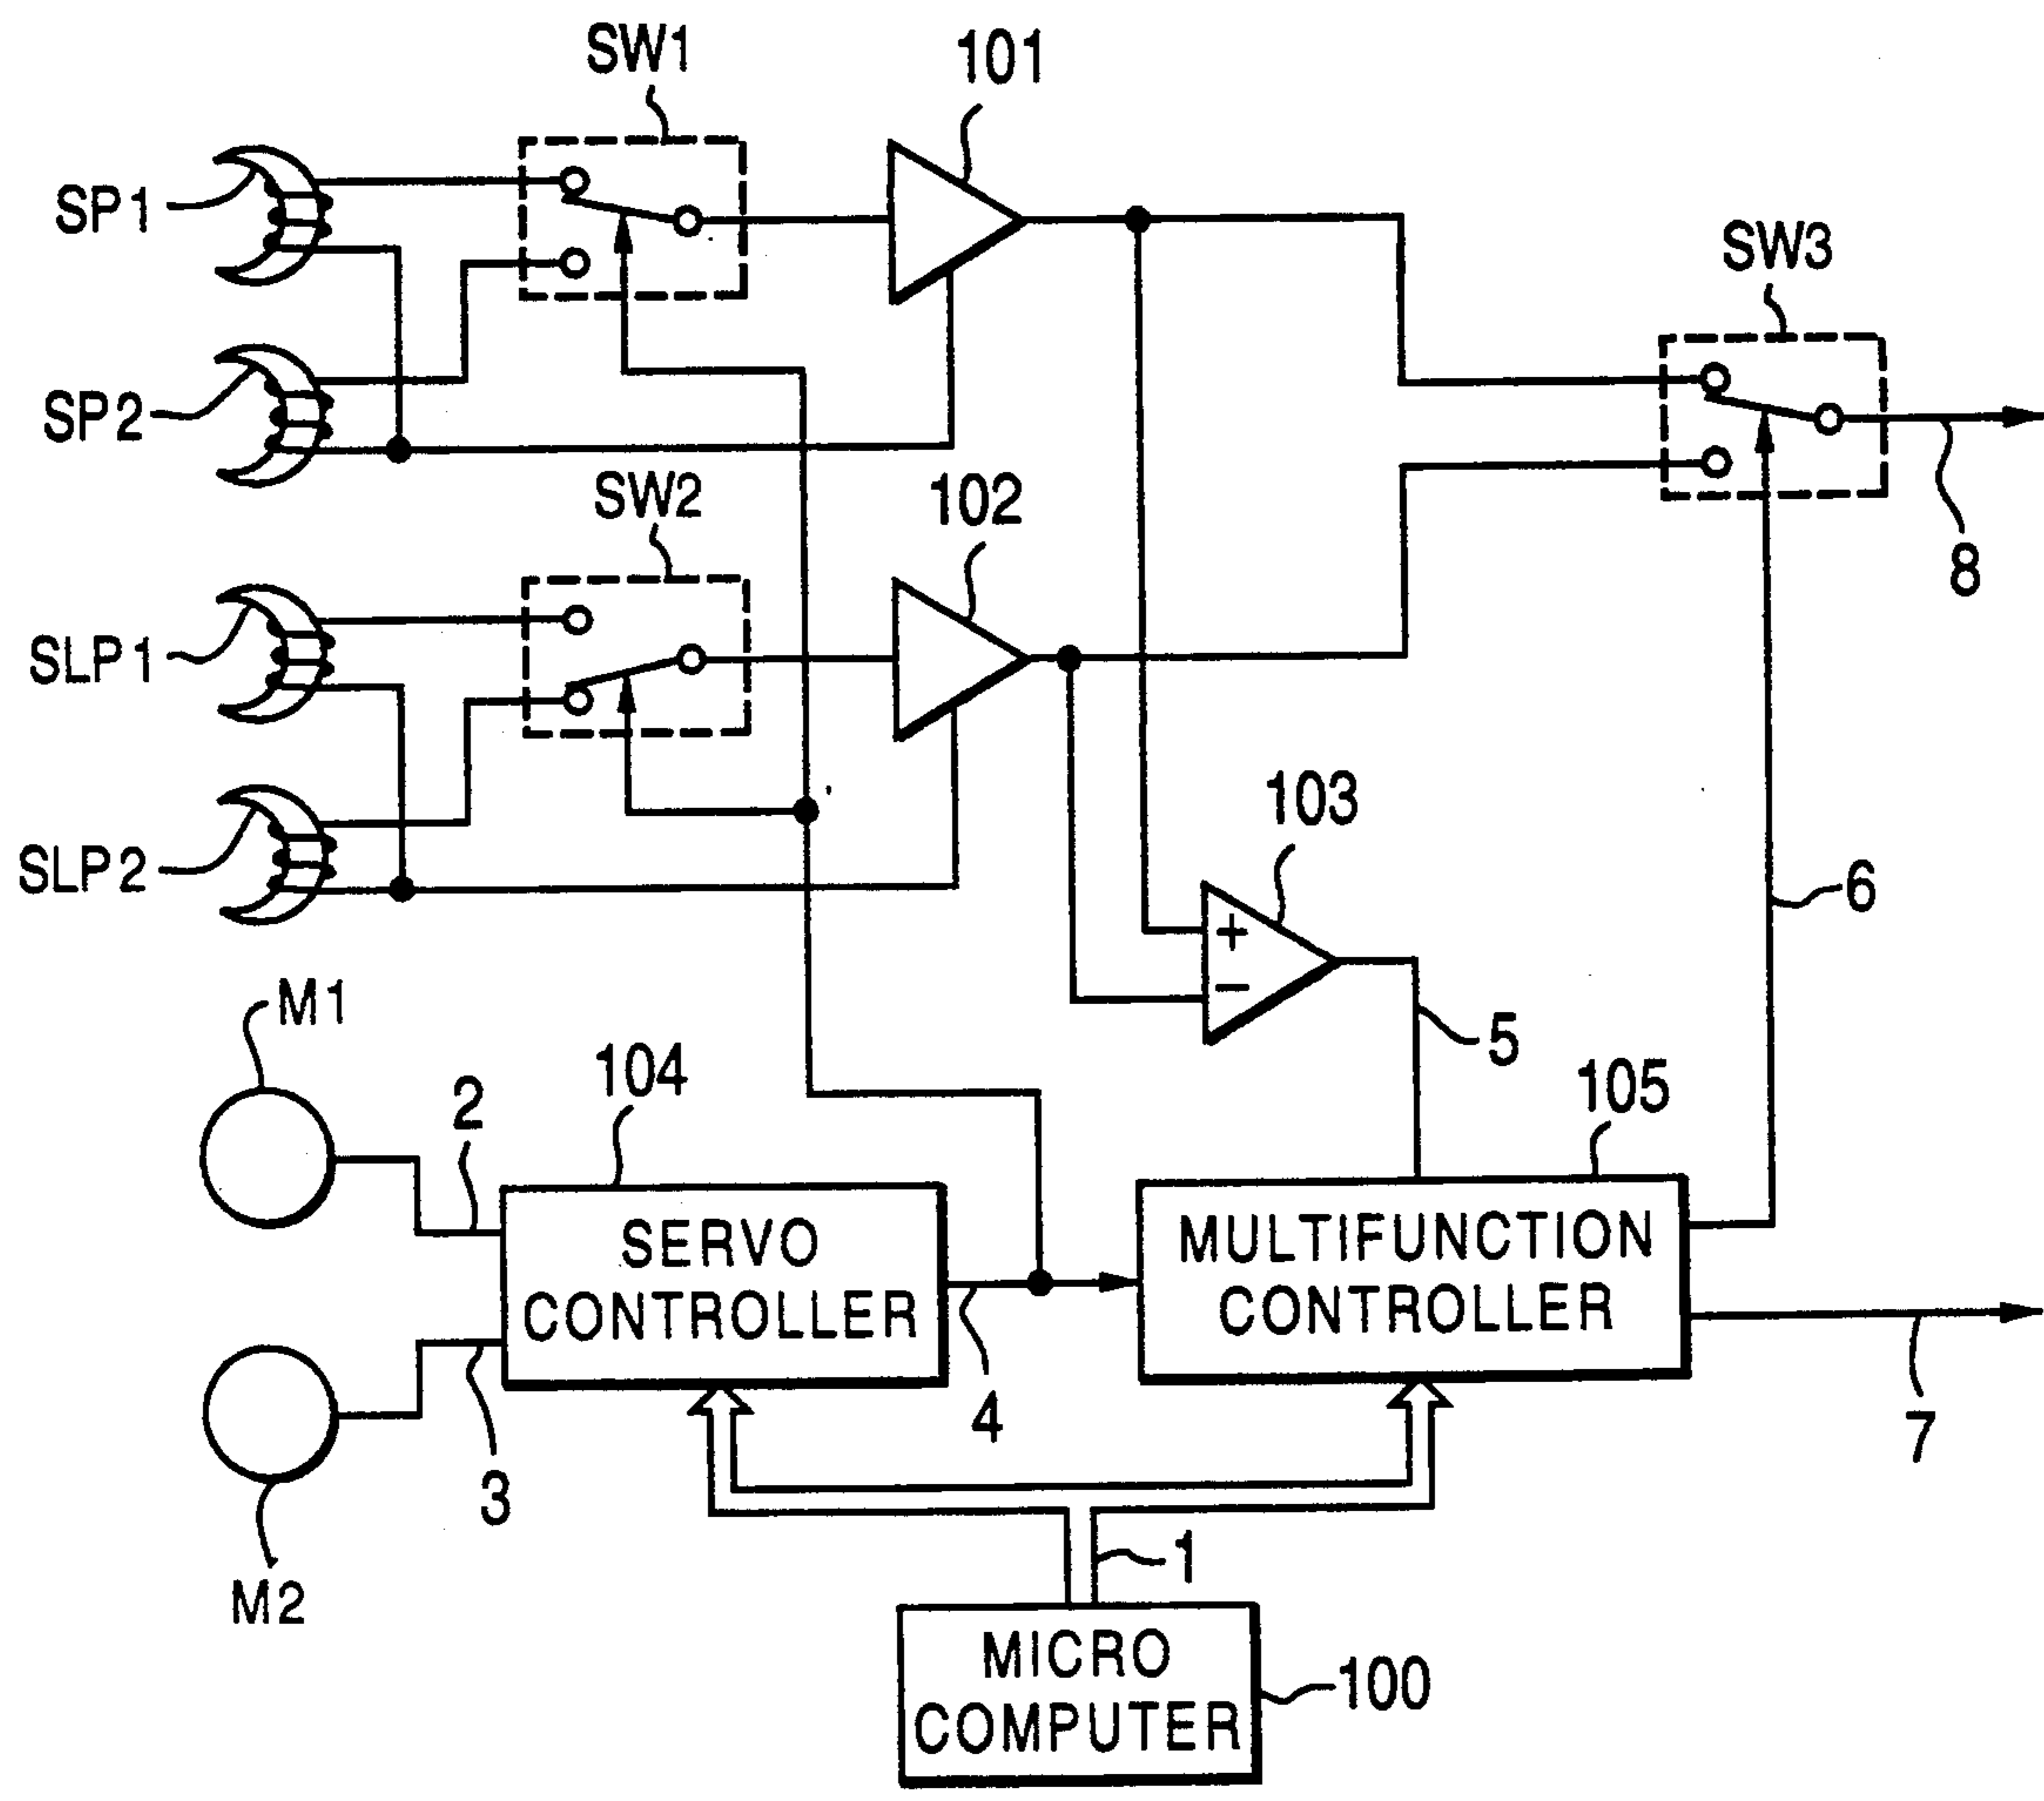 SW1
101
SP1
SW3
SP2
SW2
102
8
SLP1
103
SLP2
6
+
−
M1
5
104
105
2
SERVO
CONTROLLER
MULTIFUNCTION
CONTROLLER
4
7
3
1
M2
MICRO
COMPUTER
100